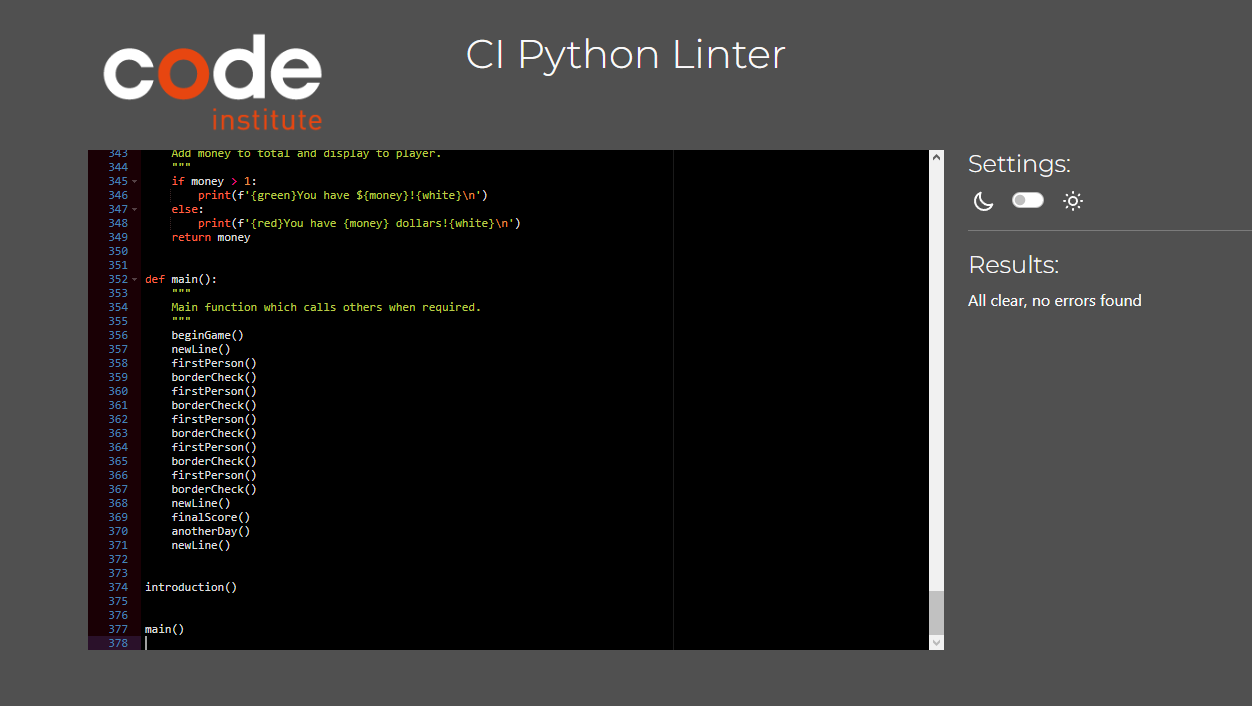 code
institute
CI Python Linter
343 Add money to total and display to player.
344 """
345 if money > 1:
346 print(f'{green}You have ${money}!{white}\n')
347 else:
348 print(f'{red}You have {money} dollars!{white}\n')
349 return money
350
351
352 def main():
353 """
354 Main function which calls others when required.
355 """
356 beginGame()
357 newLine()
358 firstPerson()
359 borderCheck()
360 firstPerson()
361 borderCheck()
362 firstPerson()
363 borderCheck()
364 firstPerson()
365 borderCheck()
366 firstPerson()
367 borderCheck()
368 newLine()
369 finalScore()
370 anotherDay()
371 newLine()
372
373
374 introduction()
375
376
377 main()
378
Settings:
Results:
All clear, no errors found